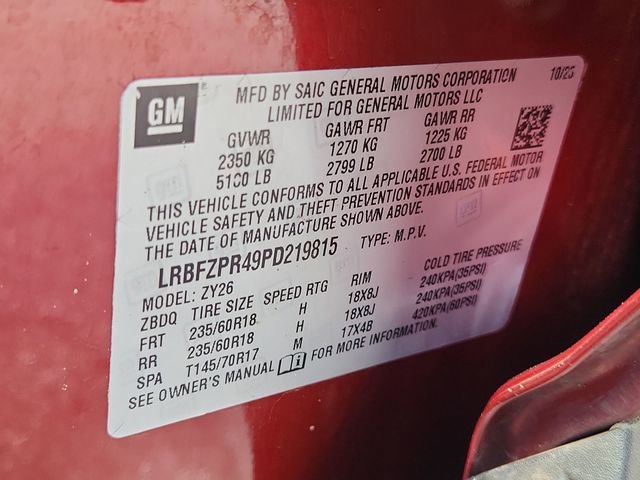 GM
MFD BY SAIC GENERAL MOTORS CORPORATION 10/23
LIMITED FOR GENERAL MOTORS LLC
GVWR GAWR FRT GAWR RR
2350 KG 1270 KG 1225 KG
5180 LB 2799 LB 2700 LB
THIS VEHICLE CONFORMS TO ALL APPLICABLE U.S. FEDERAL MOTOR
VEHICLE SAFETY AND THEFT PREVENTION STANDARDS IN EFFECT ON
THE DATE OF MANUFACTURE SHOWN ABOVE.
LRBFZPR49PD219815 TYPE: M.P.V.
MODEL: ZY26
ZBDQ TIRE SIZE SPEED RTG RIM COLD TIRE PRESSURE
FRT 235/60R18 H 18X8J 240KPA(35PSI)
RR 235/60R18 H 18X8J 240KPA(35PSI)
SPA T145/70R17 M 17X4B 420KPA(60PSI)
SEE OWNER'S MANUAL FOR MORE INFORMATION.